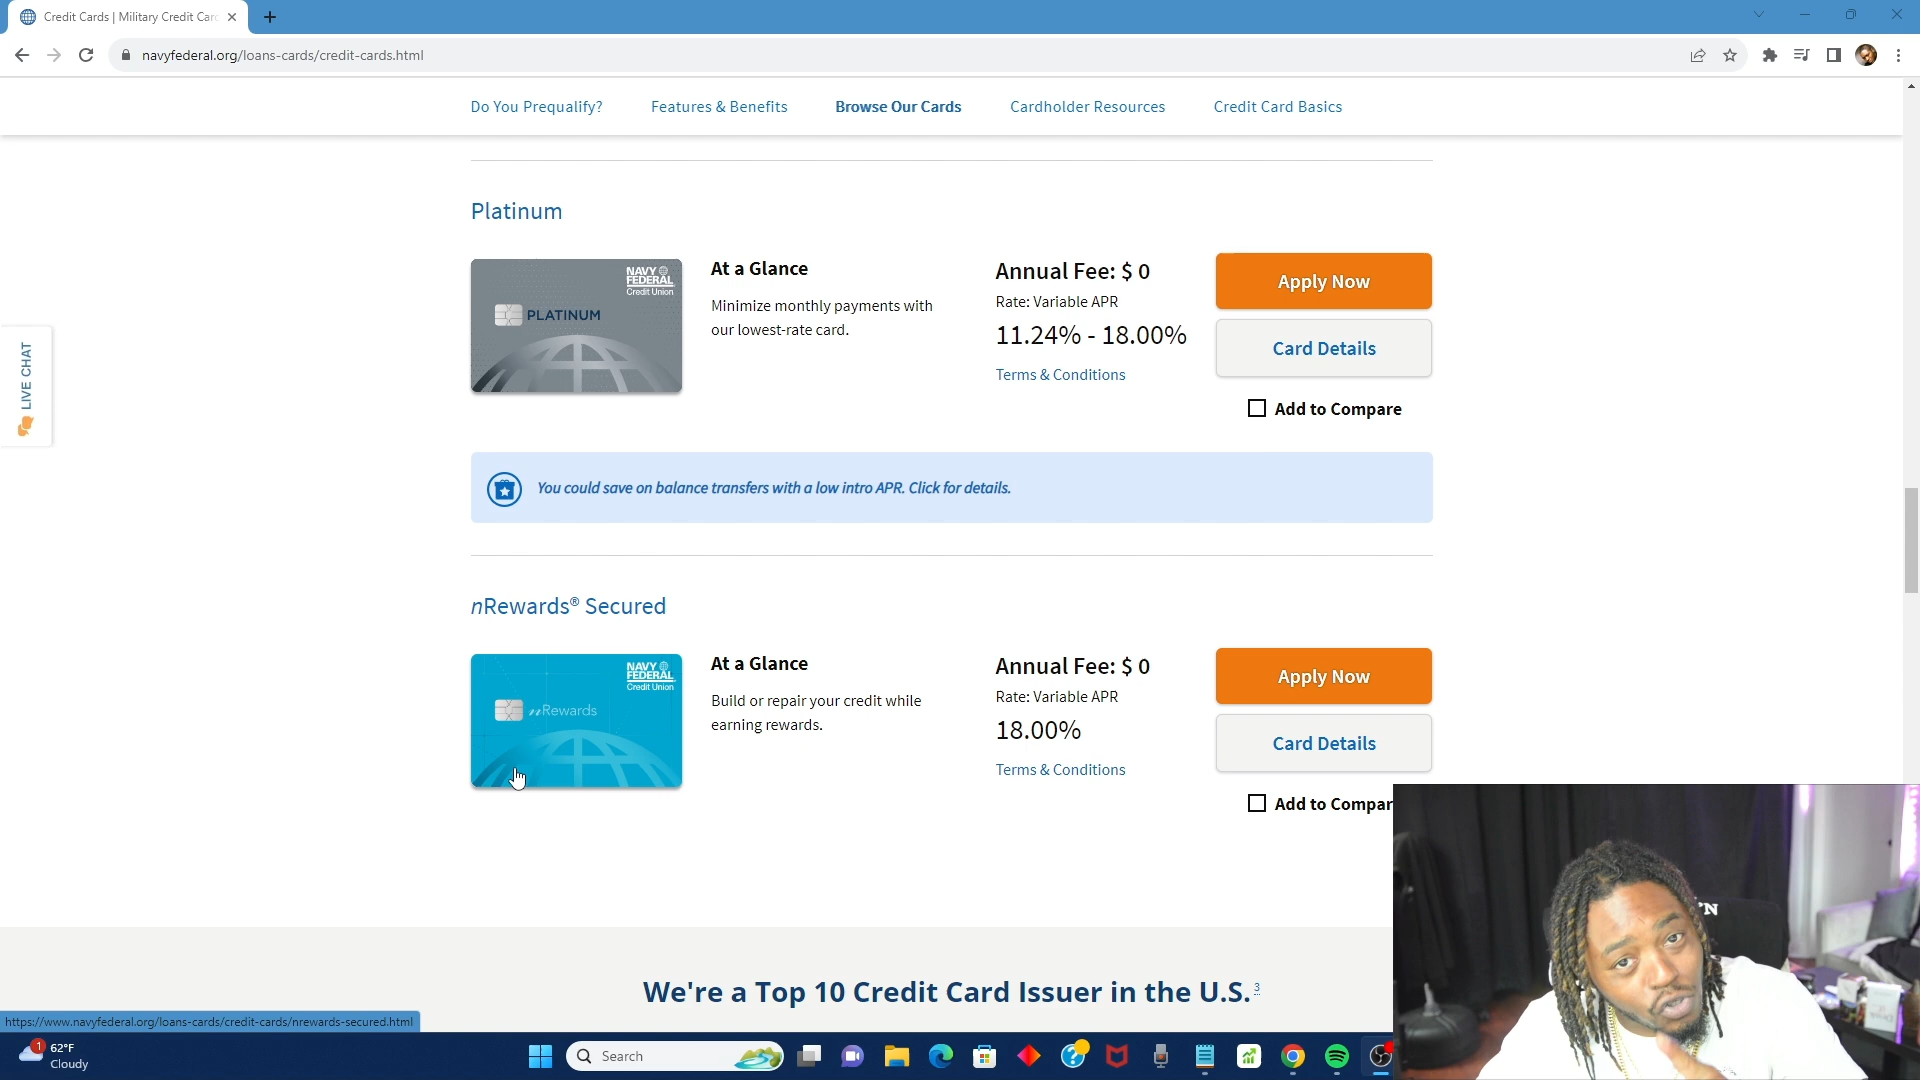 Credit Cards | Military Credit Car
navyfederal.org/loans-cards/credit-cards.html
Do You Prequalify?
Features & Benefits
Browse Our Cards
Cardholder Resources
Credit Card Basics
Platinum
NAVY
FEDERAL
Credit Union
PLATINUM
At a Glance
Minimize monthly payments with
our lowest-rate card.
Annual Fee: $ 0
Rate: Variable APR
11.24% - 18.00%
Terms & Conditions
Apply Now
Card Details
Add to Compare
LIVE CHAT
You could save on balance transfers with a low intro APR. Click for details.
nRewards® Secured
NAVY
FEDERAL
Credit Union
nRewards
At a Glance
Build or repair your credit while
earning rewards.
Annual Fee: $ 0
Rate: Variable APR
18.00%
Terms & Conditions
Apply Now
Card Details
Add to Compar
We're a Top 10 Credit Card Issuer in the U.S. 3
https://www.navyfederal.org/loans-cards/credit-cards/nrewards-secured.html
1
62°F
Cloudy
Search